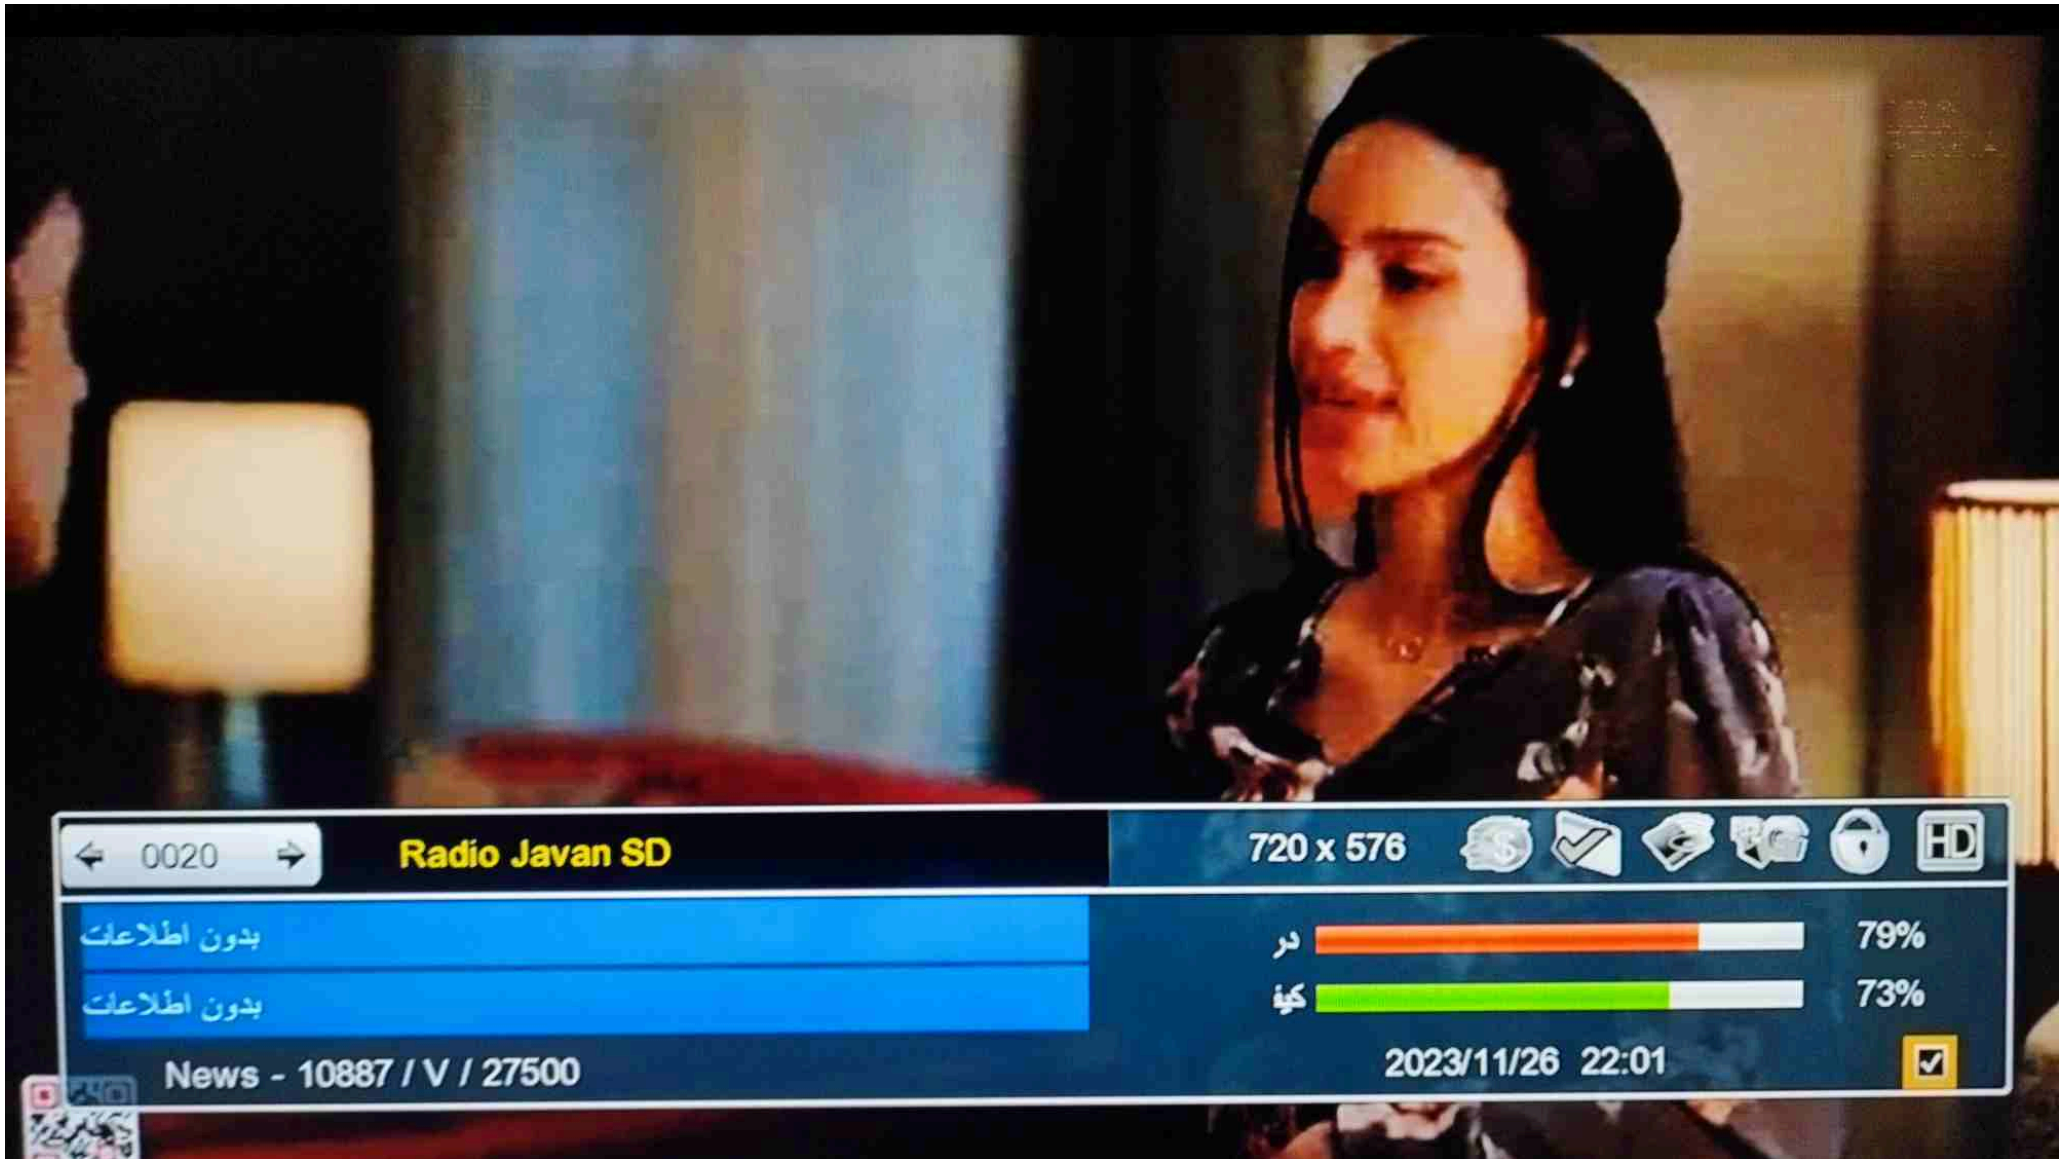 0020
Radio Javan SD
720 x 576
HD
بدون اطلاعات
در
79%
بدون اطلاعات
كيف
73%
News - 10887 / V / 27500
2023/11/26 22:01